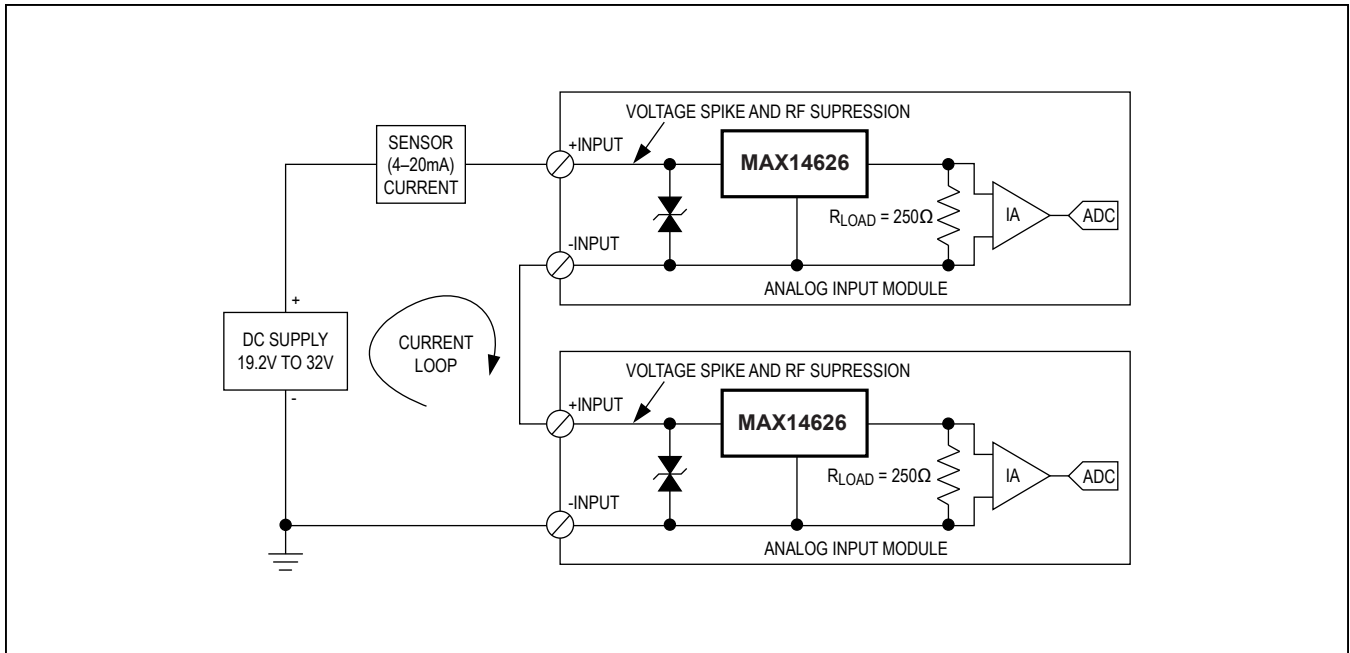 VOLTAGE SPIKE AND RF SUPRESSION
SENSOR
(4–20mA)
CURRENT
+INPUT
MAX14626
RLOAD = 250Ω
IA
ADC
-INPUT
ANALOG INPUT MODULE
+
DC SUPPLY
19.2V TO 32V
-
CURRENT
LOOP
VOLTAGE SPIKE AND RF SUPRESSION
+INPUT
MAX14626
RLOAD = 250Ω
IA
ADC
-INPUT
ANALOG INPUT MODULE